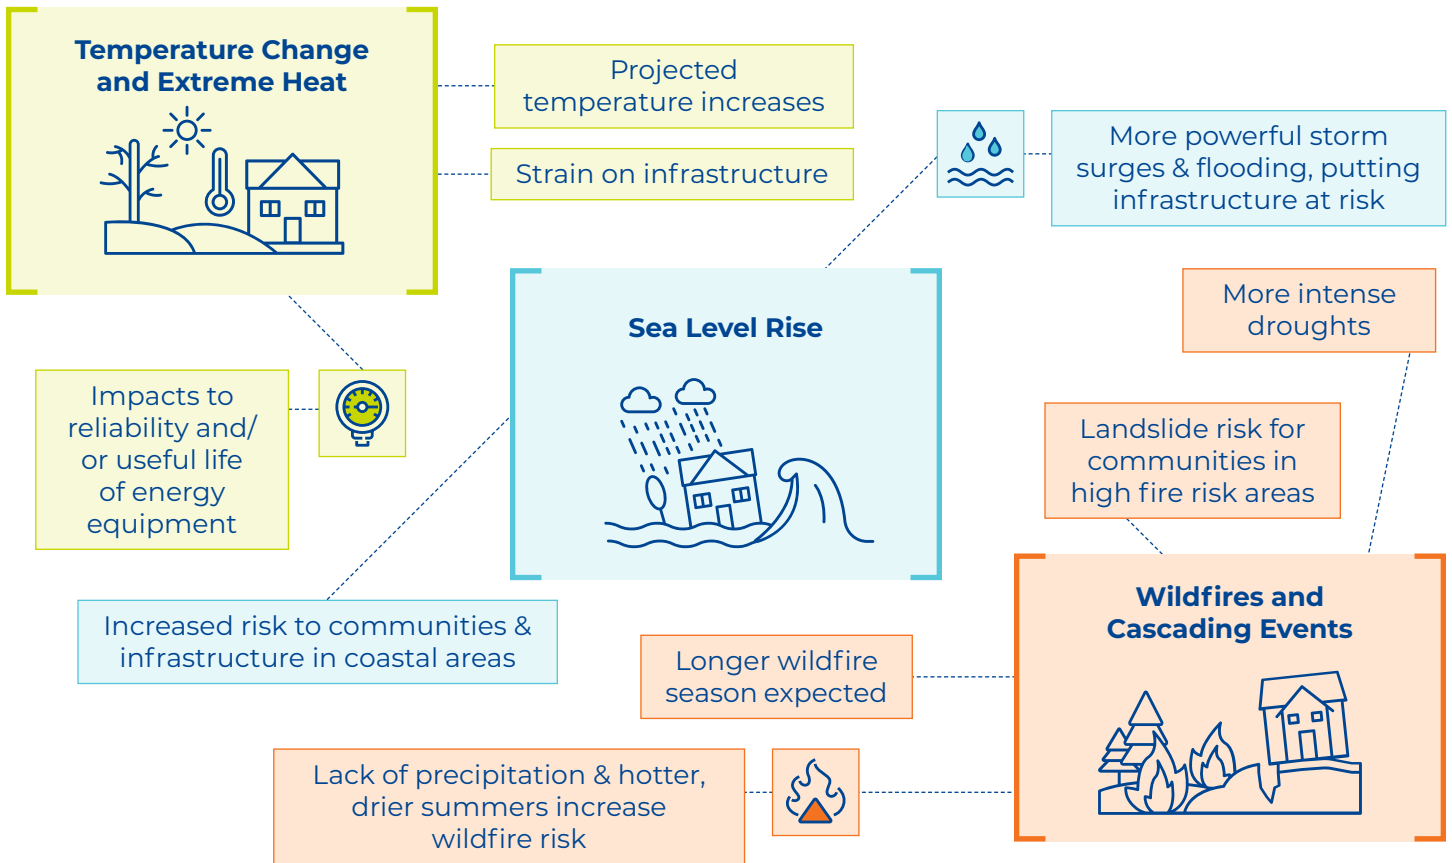 Temperature Change
and Extreme Heat
Projected
temperature increases
Strain on infrastructure
Impacts to
reliability and/
or useful life
of energy
equipment
More powerful storm
surges & flooding, putting
infrastructure at risk
Sea Level Rise
Increased risk to communities &
infrastructure in coastal areas
More intense
droughts
Landslide risk for
communities in
high fire risk areas
Wildfires and
Cascading Events
Longer wildfire
season expected
Lack of precipitation & hotter,
drier summers increase
wildfire risk